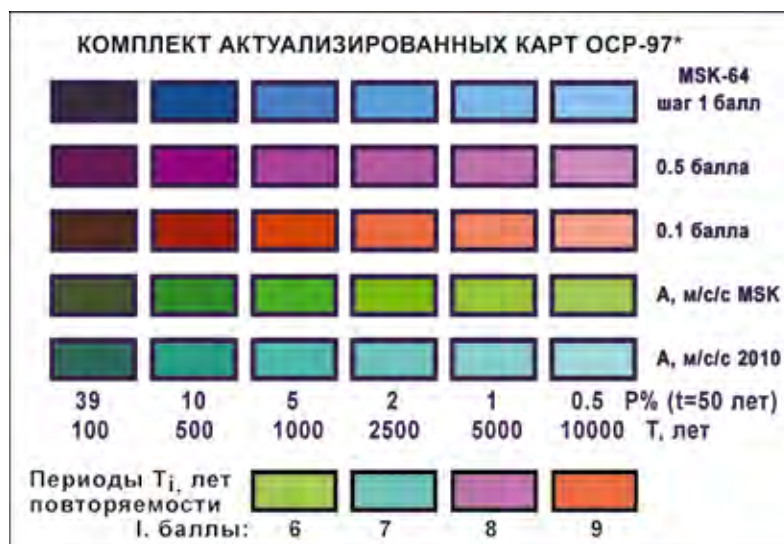 КОМПЛЕКТ АКТУАЛИЗИРОВАННЫХ КАРТ ОСР-97*
MSK-64
шаг 1 балл
0.5 балла
0.1 балла
А, м/с/с MSK
А, м/с/с 2010
39 10 5 2 1 0.5 P% (t=50 лет)
100 500 1000 2500 5000 10000 T, лет
Периоды Ti, лет
повторяемости
I. баллы: 6 7 8 9